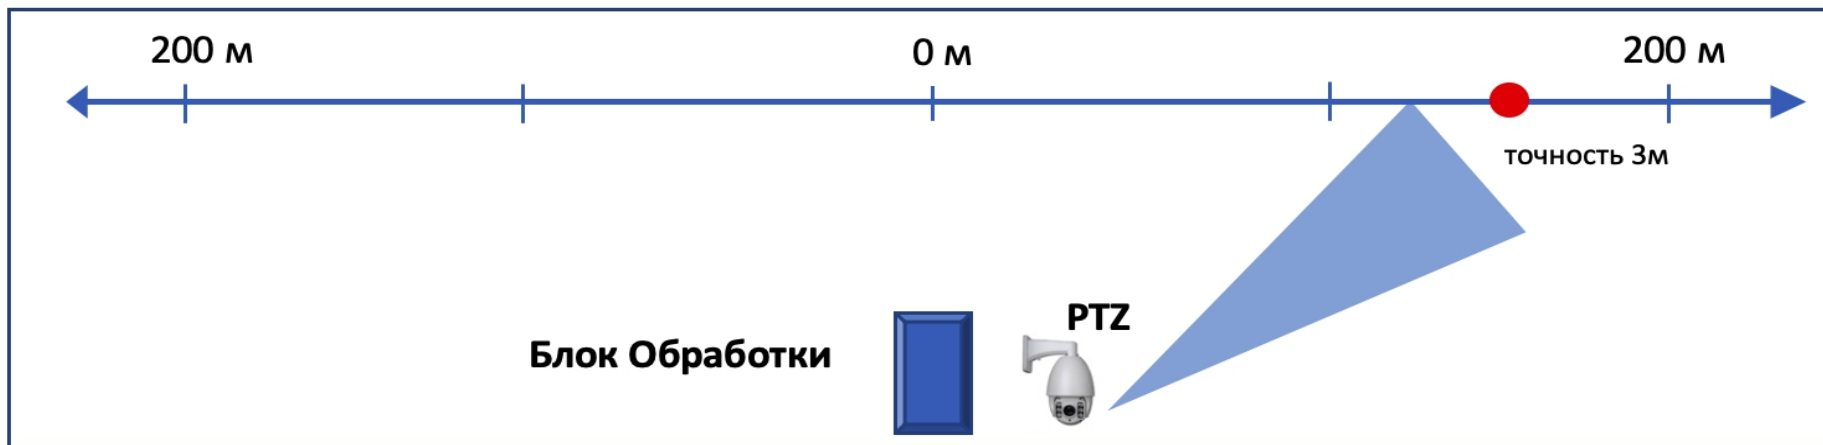 200 м
0 м
200 м
точность 3м
PTZ
Блок Обработки